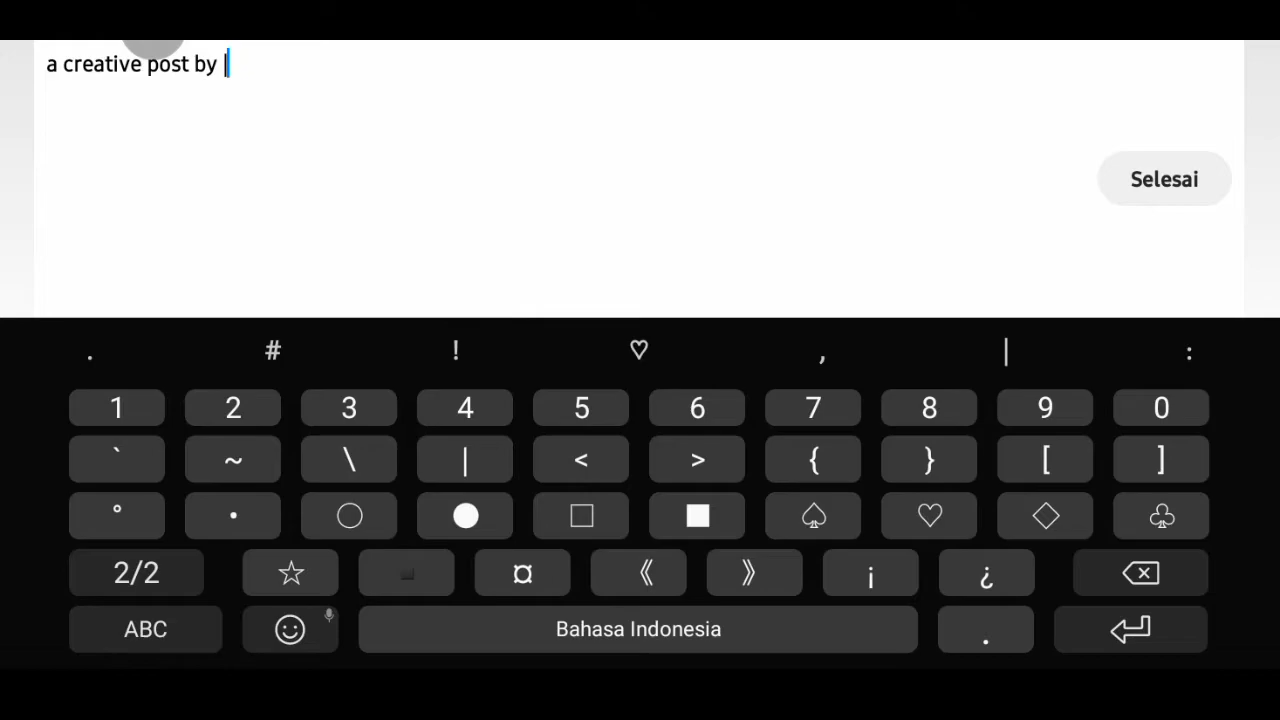 a creative post by |
Selesai
. # ! ♡ , | :
1 2 3 4 5 6 7 8 9 0
` ~ \ | < > { } [ ]
° • ○ ● □ ■ ♤ ♡ ◇ ♧
2/2 ☆ ▪ ¤ 《 》 ¡ ¿
ABC Bahasa Indonesia .